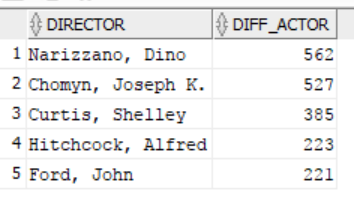 DIRECTOR DIFF_ACTOR
1 Narizzano, Dino 562
2 Chomyn, Joseph K. 527
3 Curtis, Shelley 385
4 Hitchcock, Alfred 223
5 Ford, John 221